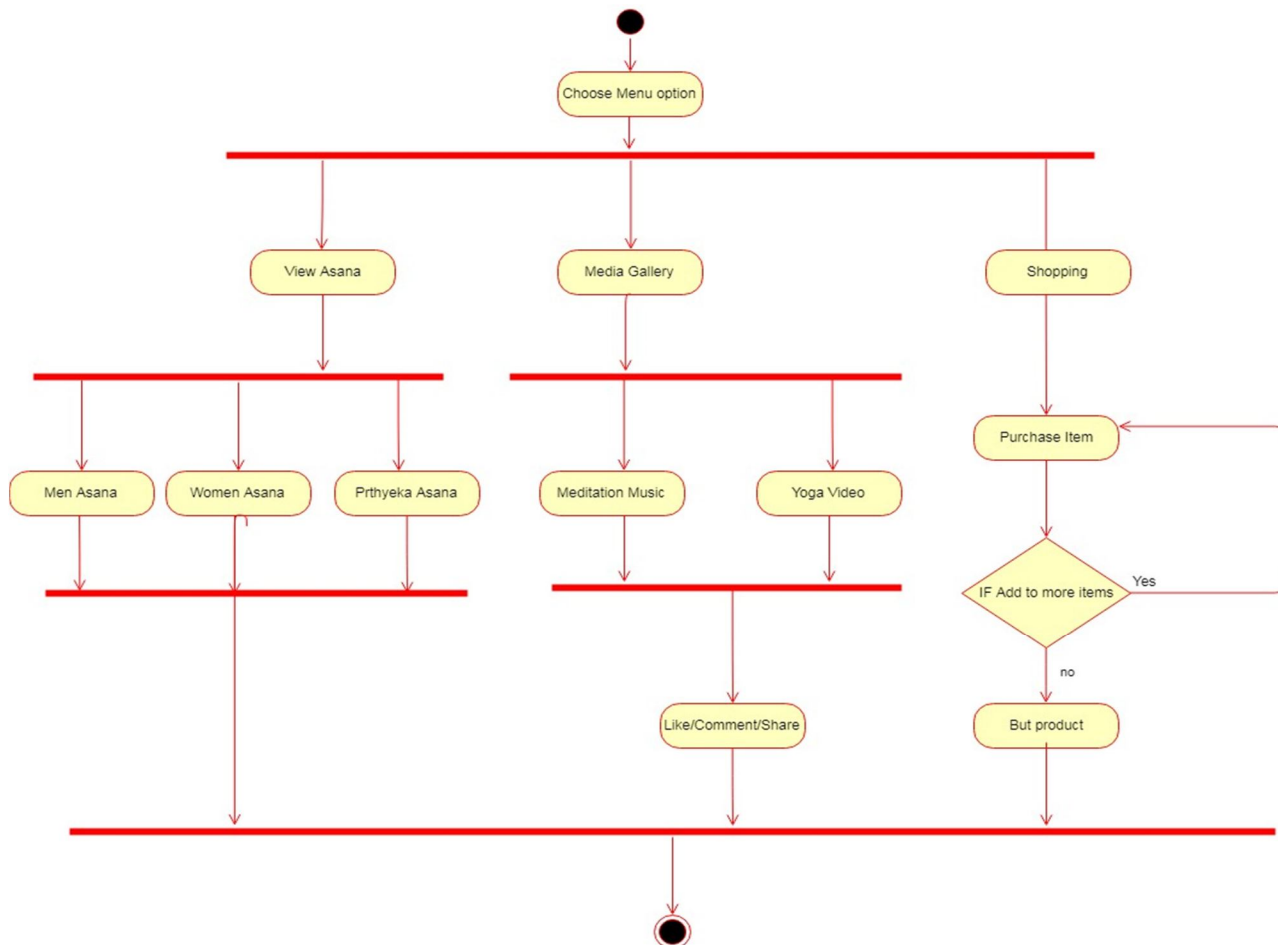 Choose Menu option
View Asana
Media Gallery
Shopping
Purchase Item
Men Asana
Women Asana
Prthyeka Asana
Meditation Music
Yoga Video
IF Add to more items
Yes
no
Like/Comment/Share
But product